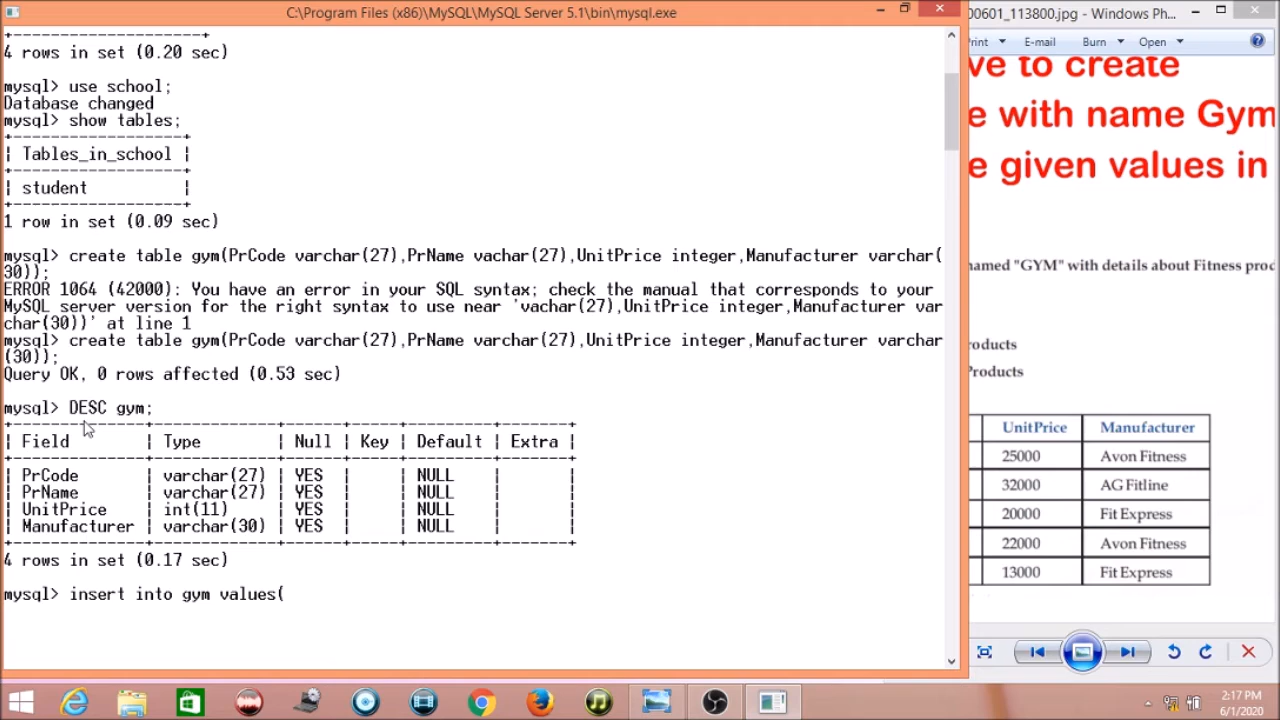 C:\Program Files (x86)\MySQL\MySQL Server 5.1\bin\mysql.exe
4 rows in set (0.20 sec)
mysql> use school;
Database changed
mysql> show tables;
Tables_in_school
student
1 row in set (0.09 sec)
mysql> create table gym(PrCode varchar(27),PrName vachar(27),UnitPrice integer,Manufacturer varchar(
30));
ERROR 1064 (42000): You have an error in your SQL syntax; check the manual that corresponds to your
MySQL server version for the right syntax to use near 'vachar(27),UnitPrice integer,Manufacturer var
char(30))' at line 1
mysql> create table gym(PrCode varchar(27),PrName varchar(27),UnitPrice integer,Manufacturer varchar
(30));
Query OK, 0 rows affected (0.53 sec)
mysql> DESC gym;
Field | Type | Null | Key | Default | Extra
PrCode | varchar(27) | YES | | NULL |
PrName | varchar(27) | YES | | NULL |
UnitPrice | int(11) | YES | | NULL |
Manufacturer | varchar(30) | YES | | NULL |
4 rows in set (0.17 sec)
mysql> insert into gym values(
00601_113800.jpg - Windows Ph...
Print E-mail Burn Open
ve to create
e with name Gym
e given values in
named "GYM" with details about Fitness prod
roducts
Products
UnitPrice Manufacturer
25000 Avon Fitness
32000 AG Fitline
20000 Fit Express
22000 Avon Fitness
13000 Fit Express
2:17 PM
6/1/2020